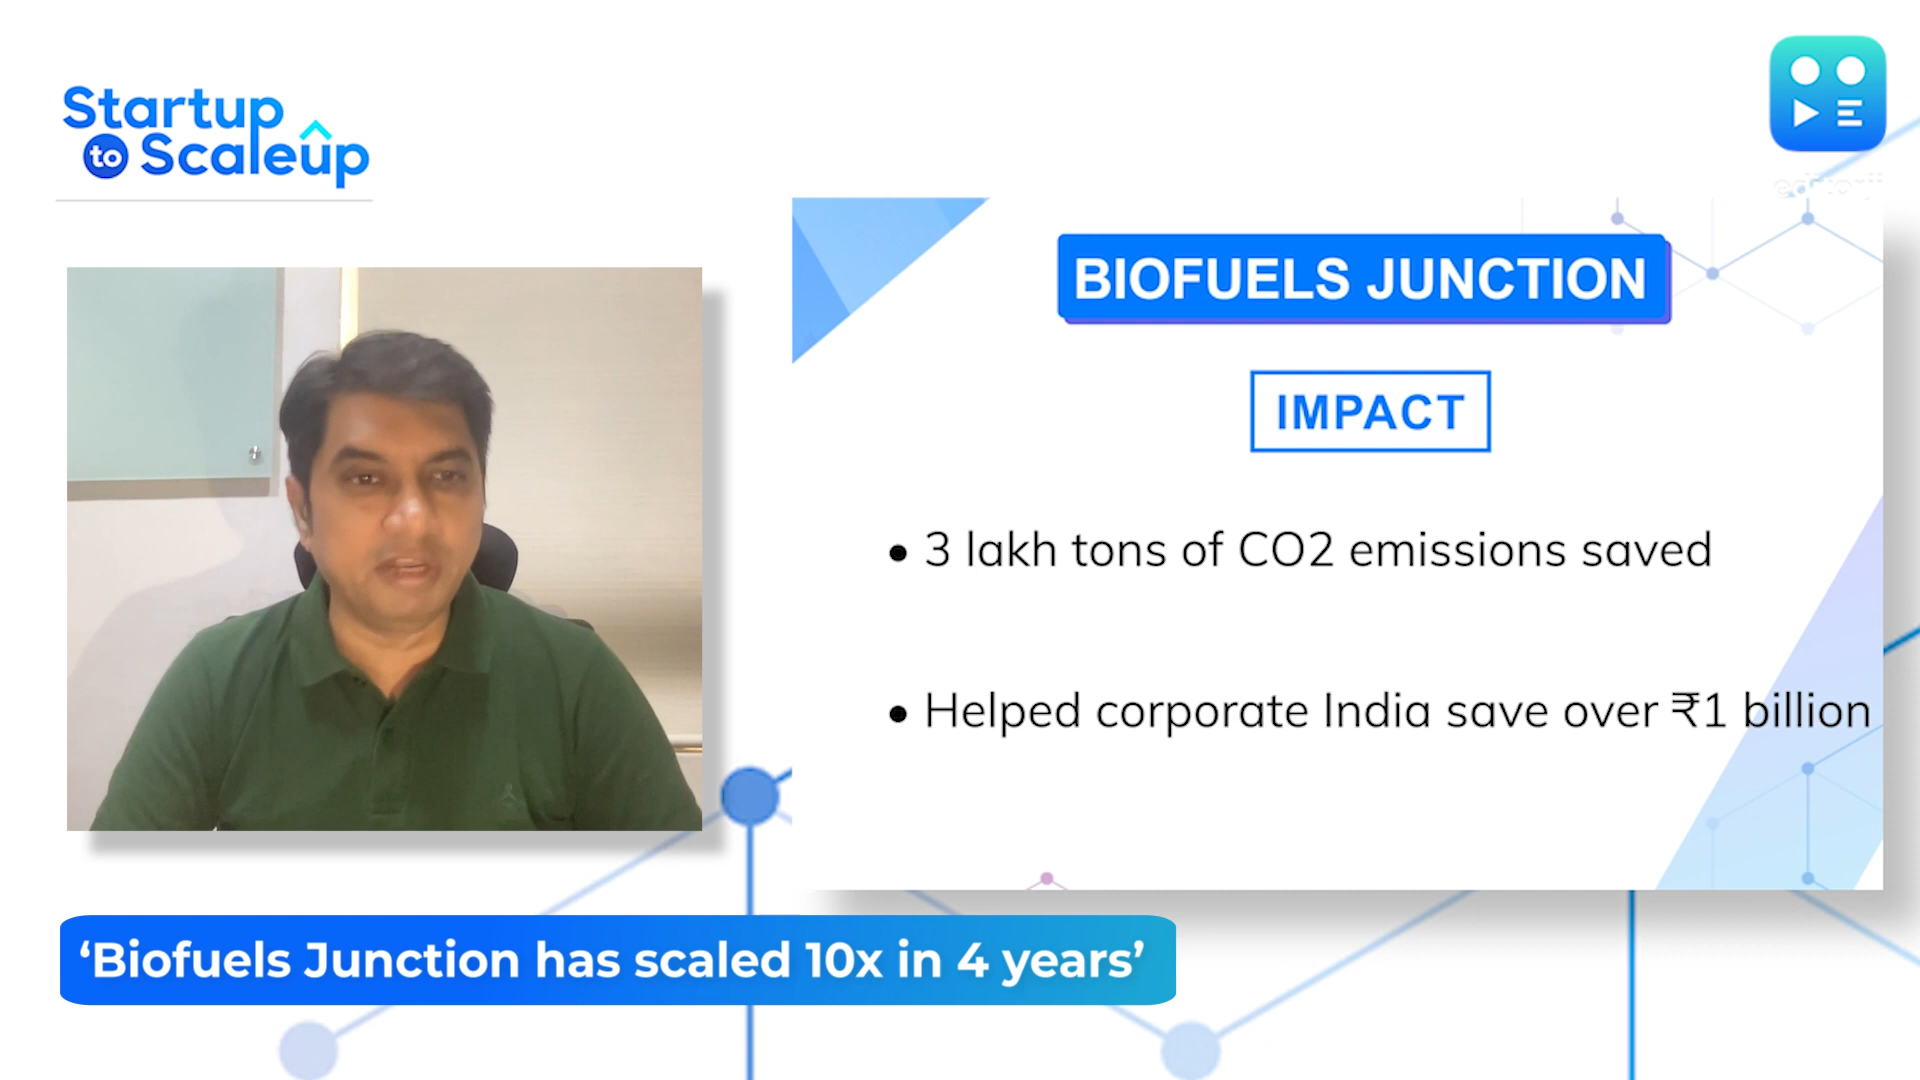 Startup
to Scaleup
editorji
BIOFUELS JUNCTION
IMPACT
• 3 lakh tons of CO2 emissions saved
• Helped corporate India save over ₹1 billion
‘Biofuels Junction has scaled 10x in 4 years’